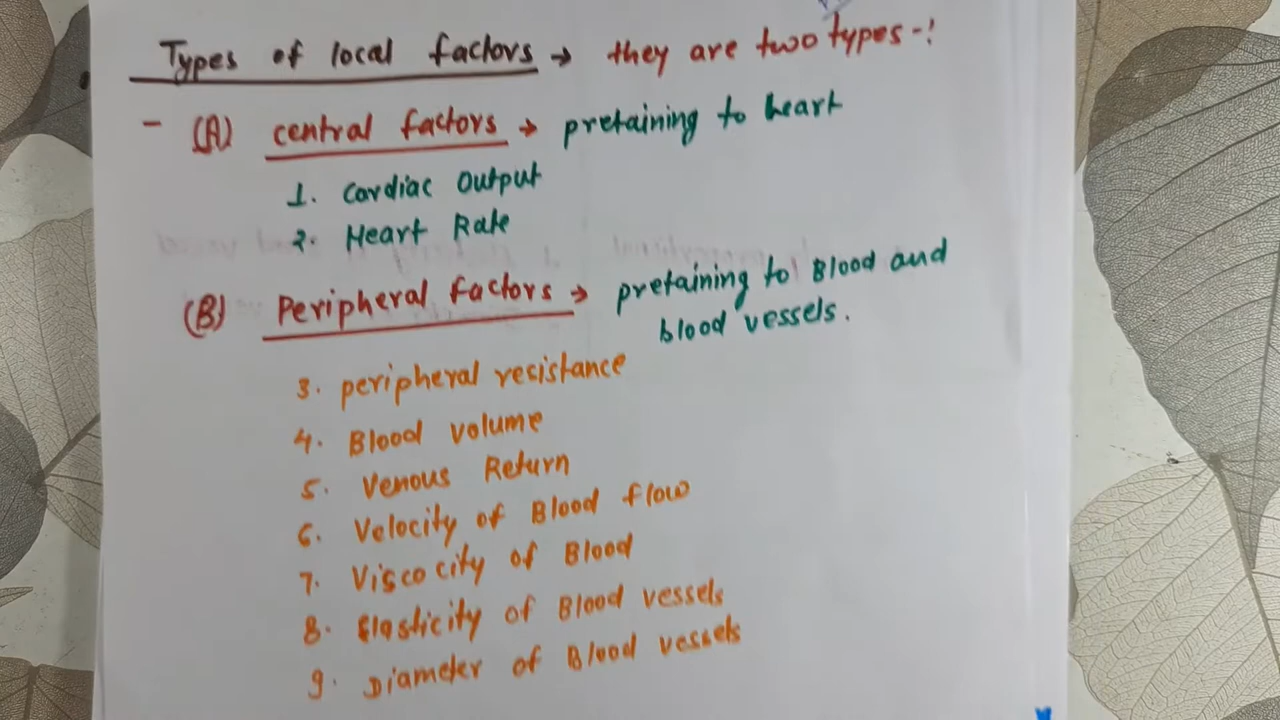 Types of local factors → they are two types -:
- (A) central factors → pretaining to heart
1. Cardiac Output
2. Heart Rate
(B) Peripheral factors → pretaining to Blood and
blood vessels.
3. peripheral resistance
4. Blood volume
5. Venous Return
6. Velocity of Blood flow
7. Viscocity of Blood
8. Elasticity of Blood vessels
9. Diameter of Blood vessels